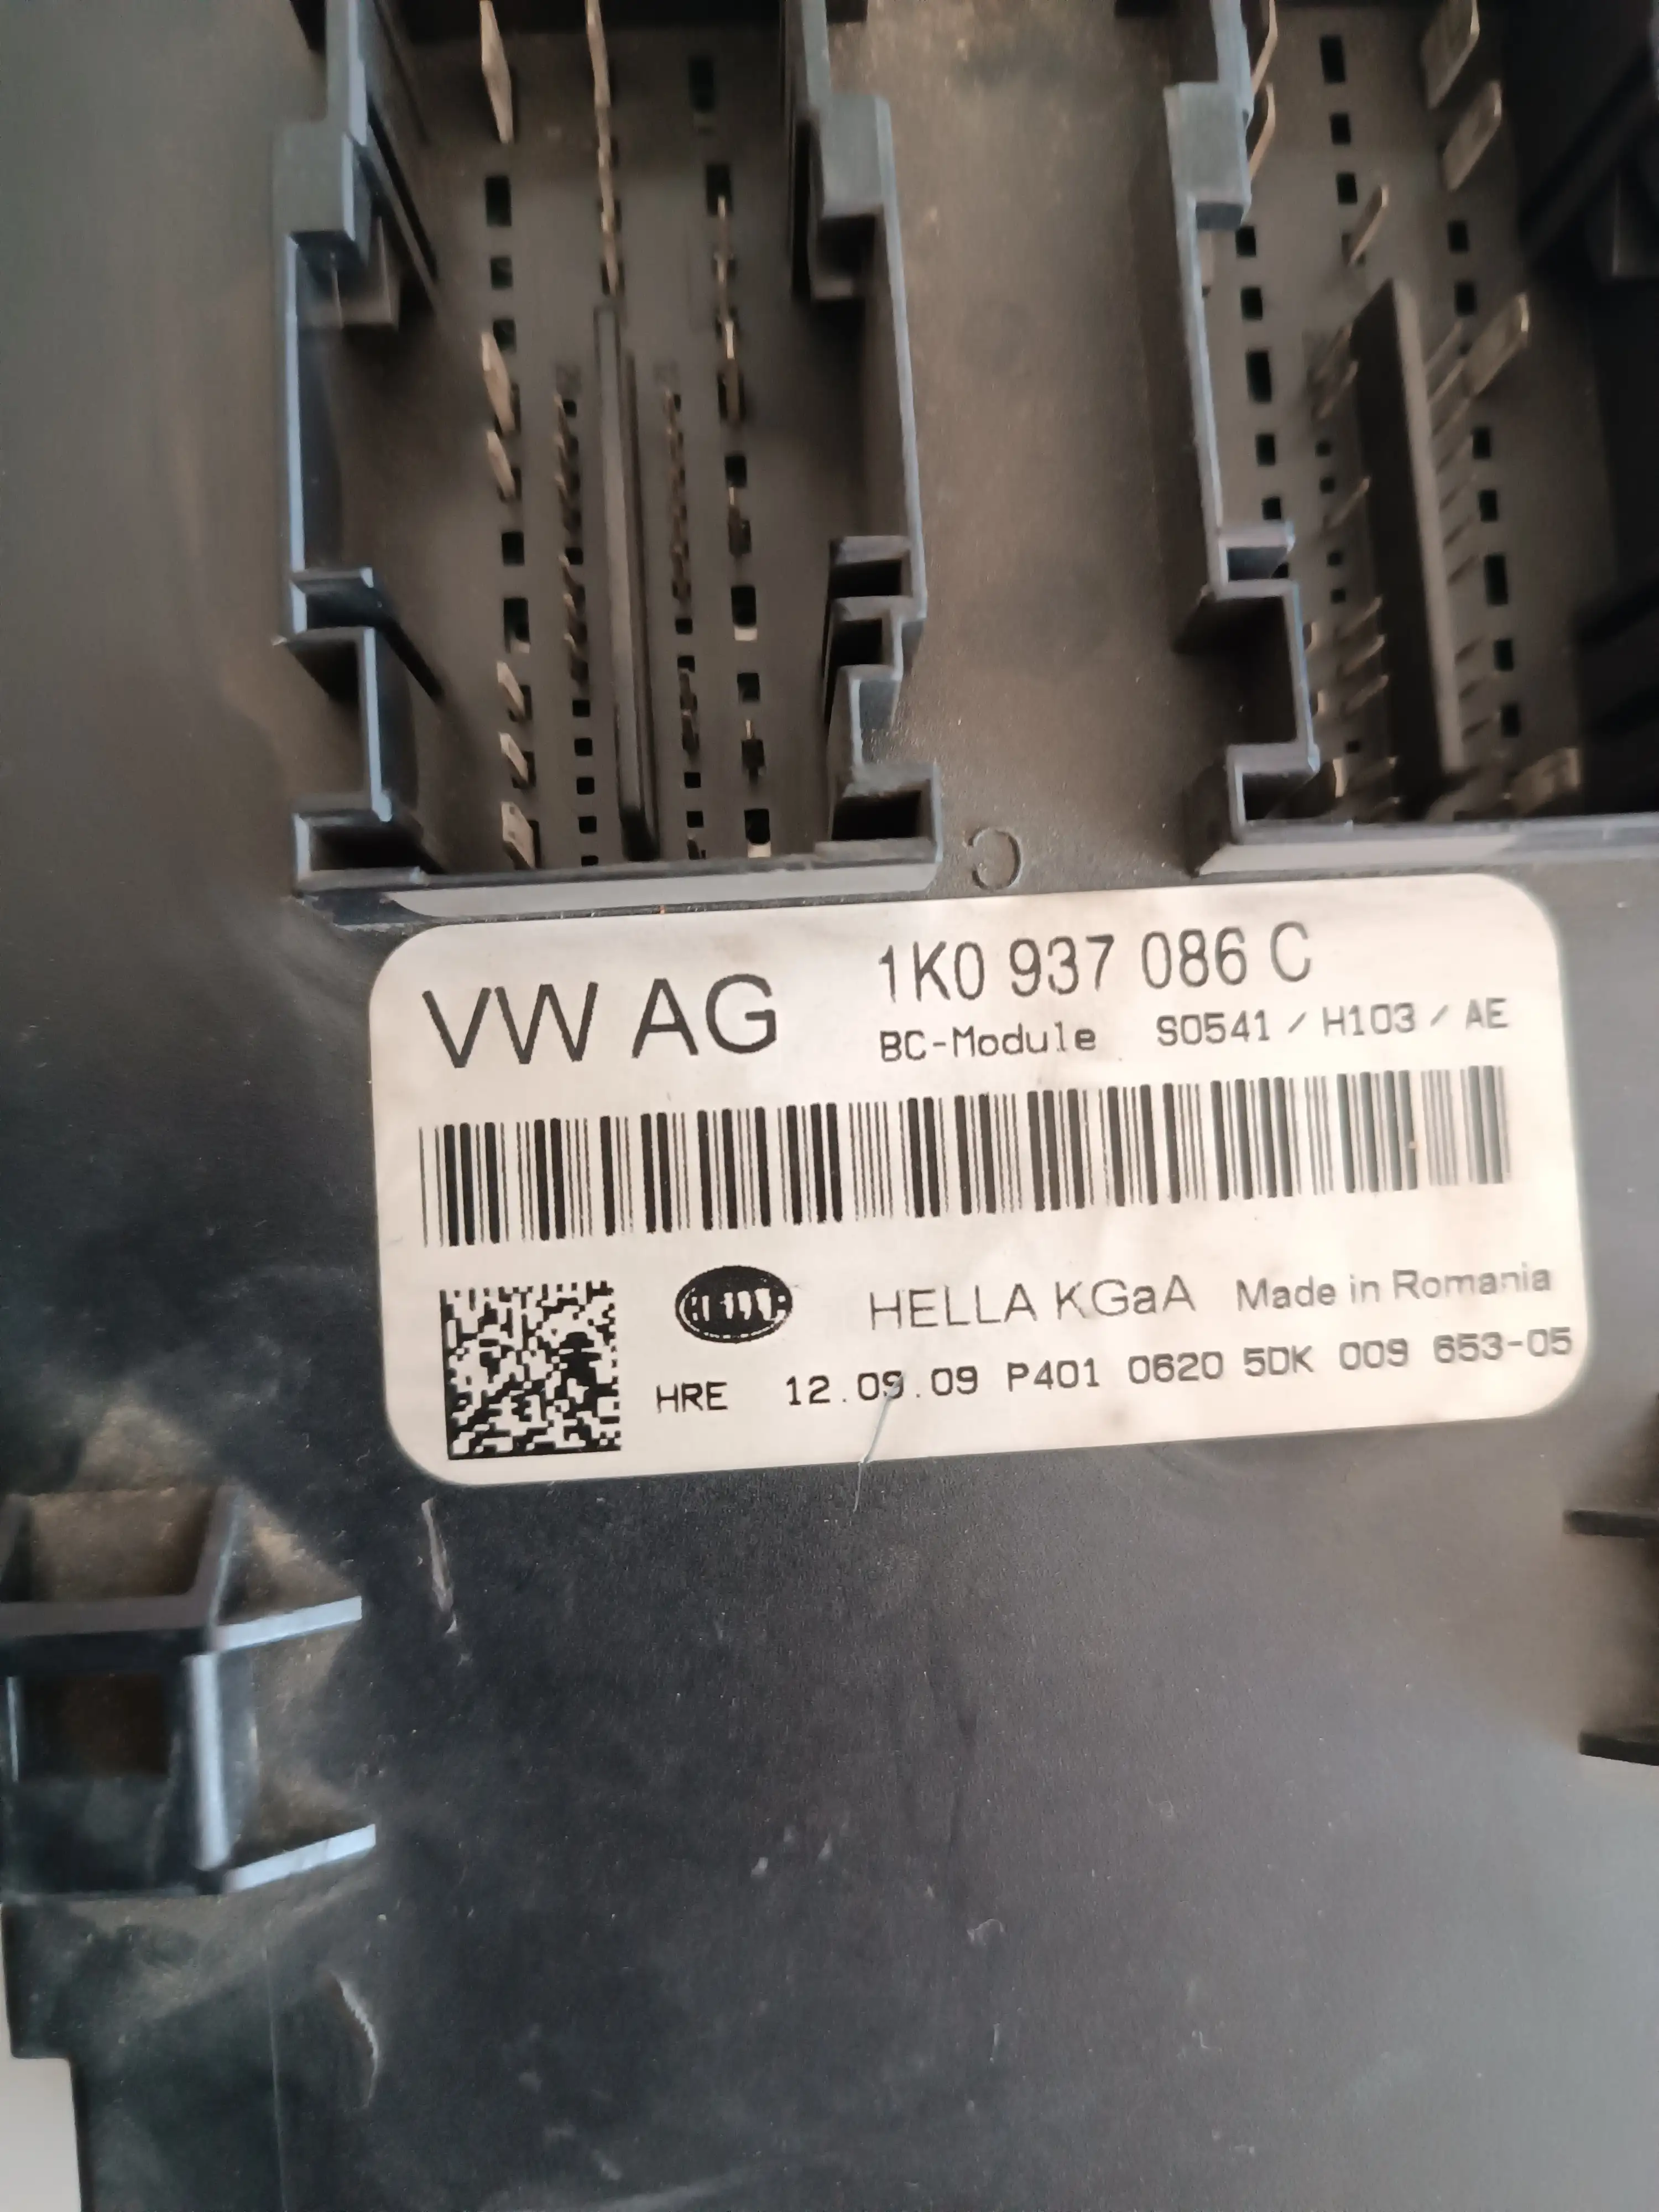 C
VW AG 1K0 937 086 C
BC-Module S0541 / H103 / AE
HELLA HELLA KGaA Made in Romania
HRE 12.09.09 P401 0620 5DK 009 653-05